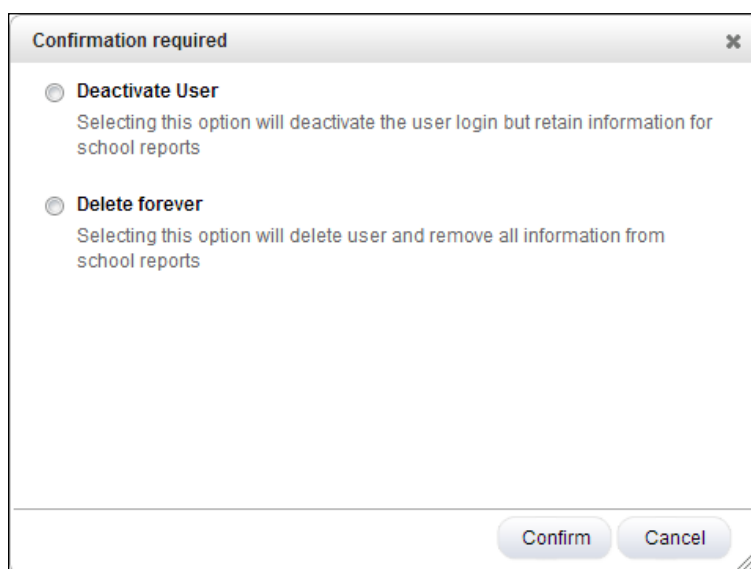 Confirmation required
Deactivate User
Selecting this option will deactivate the user login but retain information for
school reports
Delete forever
Selecting this option will delete user and remove all information from
school reports
Confirm
Cancel